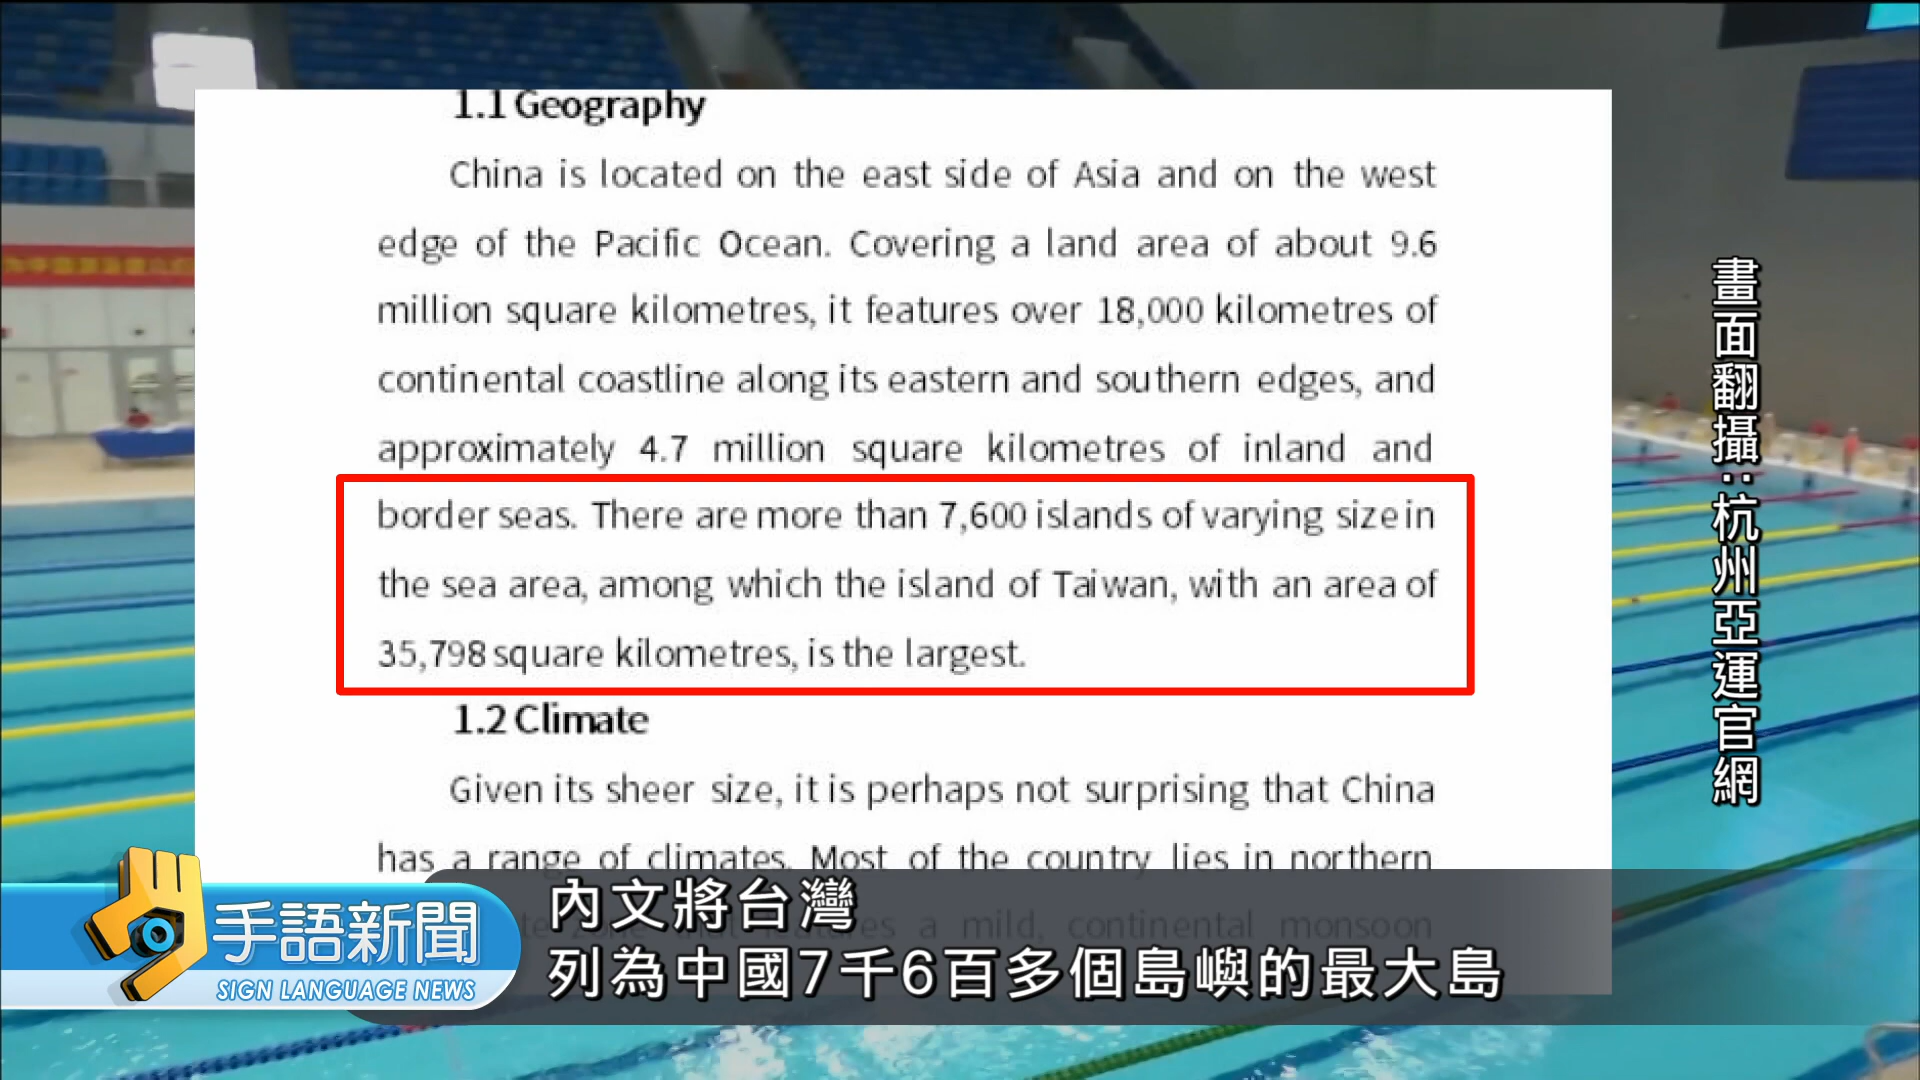 1.1 Geography
China is located on the east side of Asia and on the west
edge of the Pacific Ocean. Covering a land area of about 9.6
million square kilometres, it features over 18,000 kilometres of
continental coastline along its eastern and southern edges, and
approximately 4.7 million square kilometres of inland and
border seas. There are more than 7,600 islands of varying size in
the sea area, among which the island of Taiwan, with an area of
35,798 square kilometres, is the largest.
1.2 Climate
Given its sheer size, it is perhaps not surprising that China
has a range of climates. Most of the country lies in northern
a mild, continental monsoon
畫面翻攝:杭州亞運官網
手語新聞
SIGN LANGUAGE NEWS
內文將台灣
列為中國7千6百多個島嶼的最大島